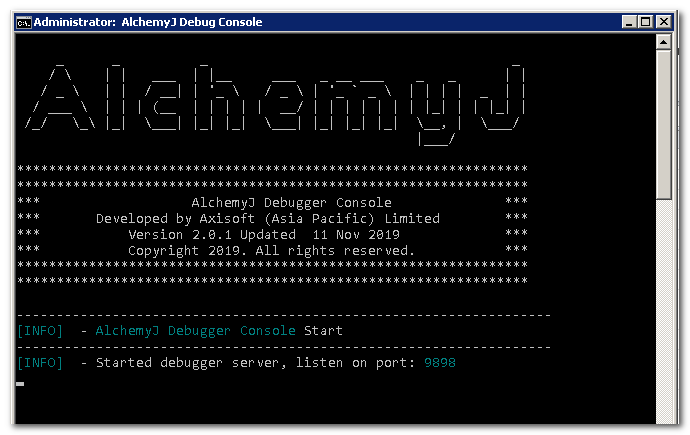 Administrator: AlchemyJ Debug Console
AlchemyJ
****************************************************************
****************************************************************
*** AlchemyJ Debugger Console ***
*** Developed by Axisoft (Asia Pacific) Limited ***
*** Version 2.0.1 Updated  11 Nov 2019 ***
*** Copyright 2019. All rights reserved. ***
****************************************************************
****************************************************************
-------------------------------------------------------------------
[INFO]  - AlchemyJ Debugger Console Start
-------------------------------------------------------------------
[INFO]  - Started debugger server, listen on port: 9898